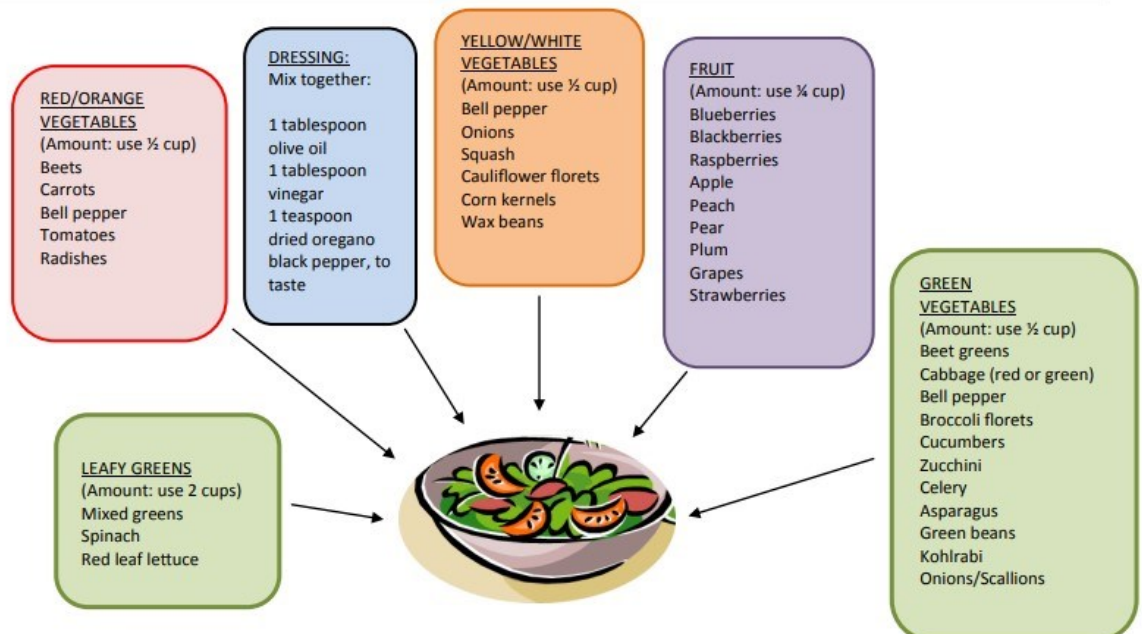 RED/ORANGE
VEGETABLES
(Amount: use ½ cup)
Beets
Carrots
Bell pepper
Tomatoes
Radishes
DRESSING:
Mix together:
1 tablespoon
olive oil
1 tablespoon
vinegar
1 teaspoon
dried oregano
black pepper, to
taste
YELLOW/WHITE
VEGETABLES
(Amount: use ½ cup)
Bell pepper
Onions
Squash
Cauliflower florets
Corn kernels
Wax beans
FRUIT
(Amount: use ¼ cup)
Blueberries
Blackberries
Raspberries
Apple
Peach
Pear
Plum
Grapes
Strawberries
GREEN
VEGETABLES
(Amount: use ½ cup)
Beet greens
Cabbage (red or green)
Bell pepper
Broccoli florets
Cucumbers
Zucchini
Celery
Asparagus
Green beans
Kohlrabi
Onions/Scallions
LEAFY GREENS
(Amount: use 2 cups)
Mixed greens
Spinach
Red leaf lettuce